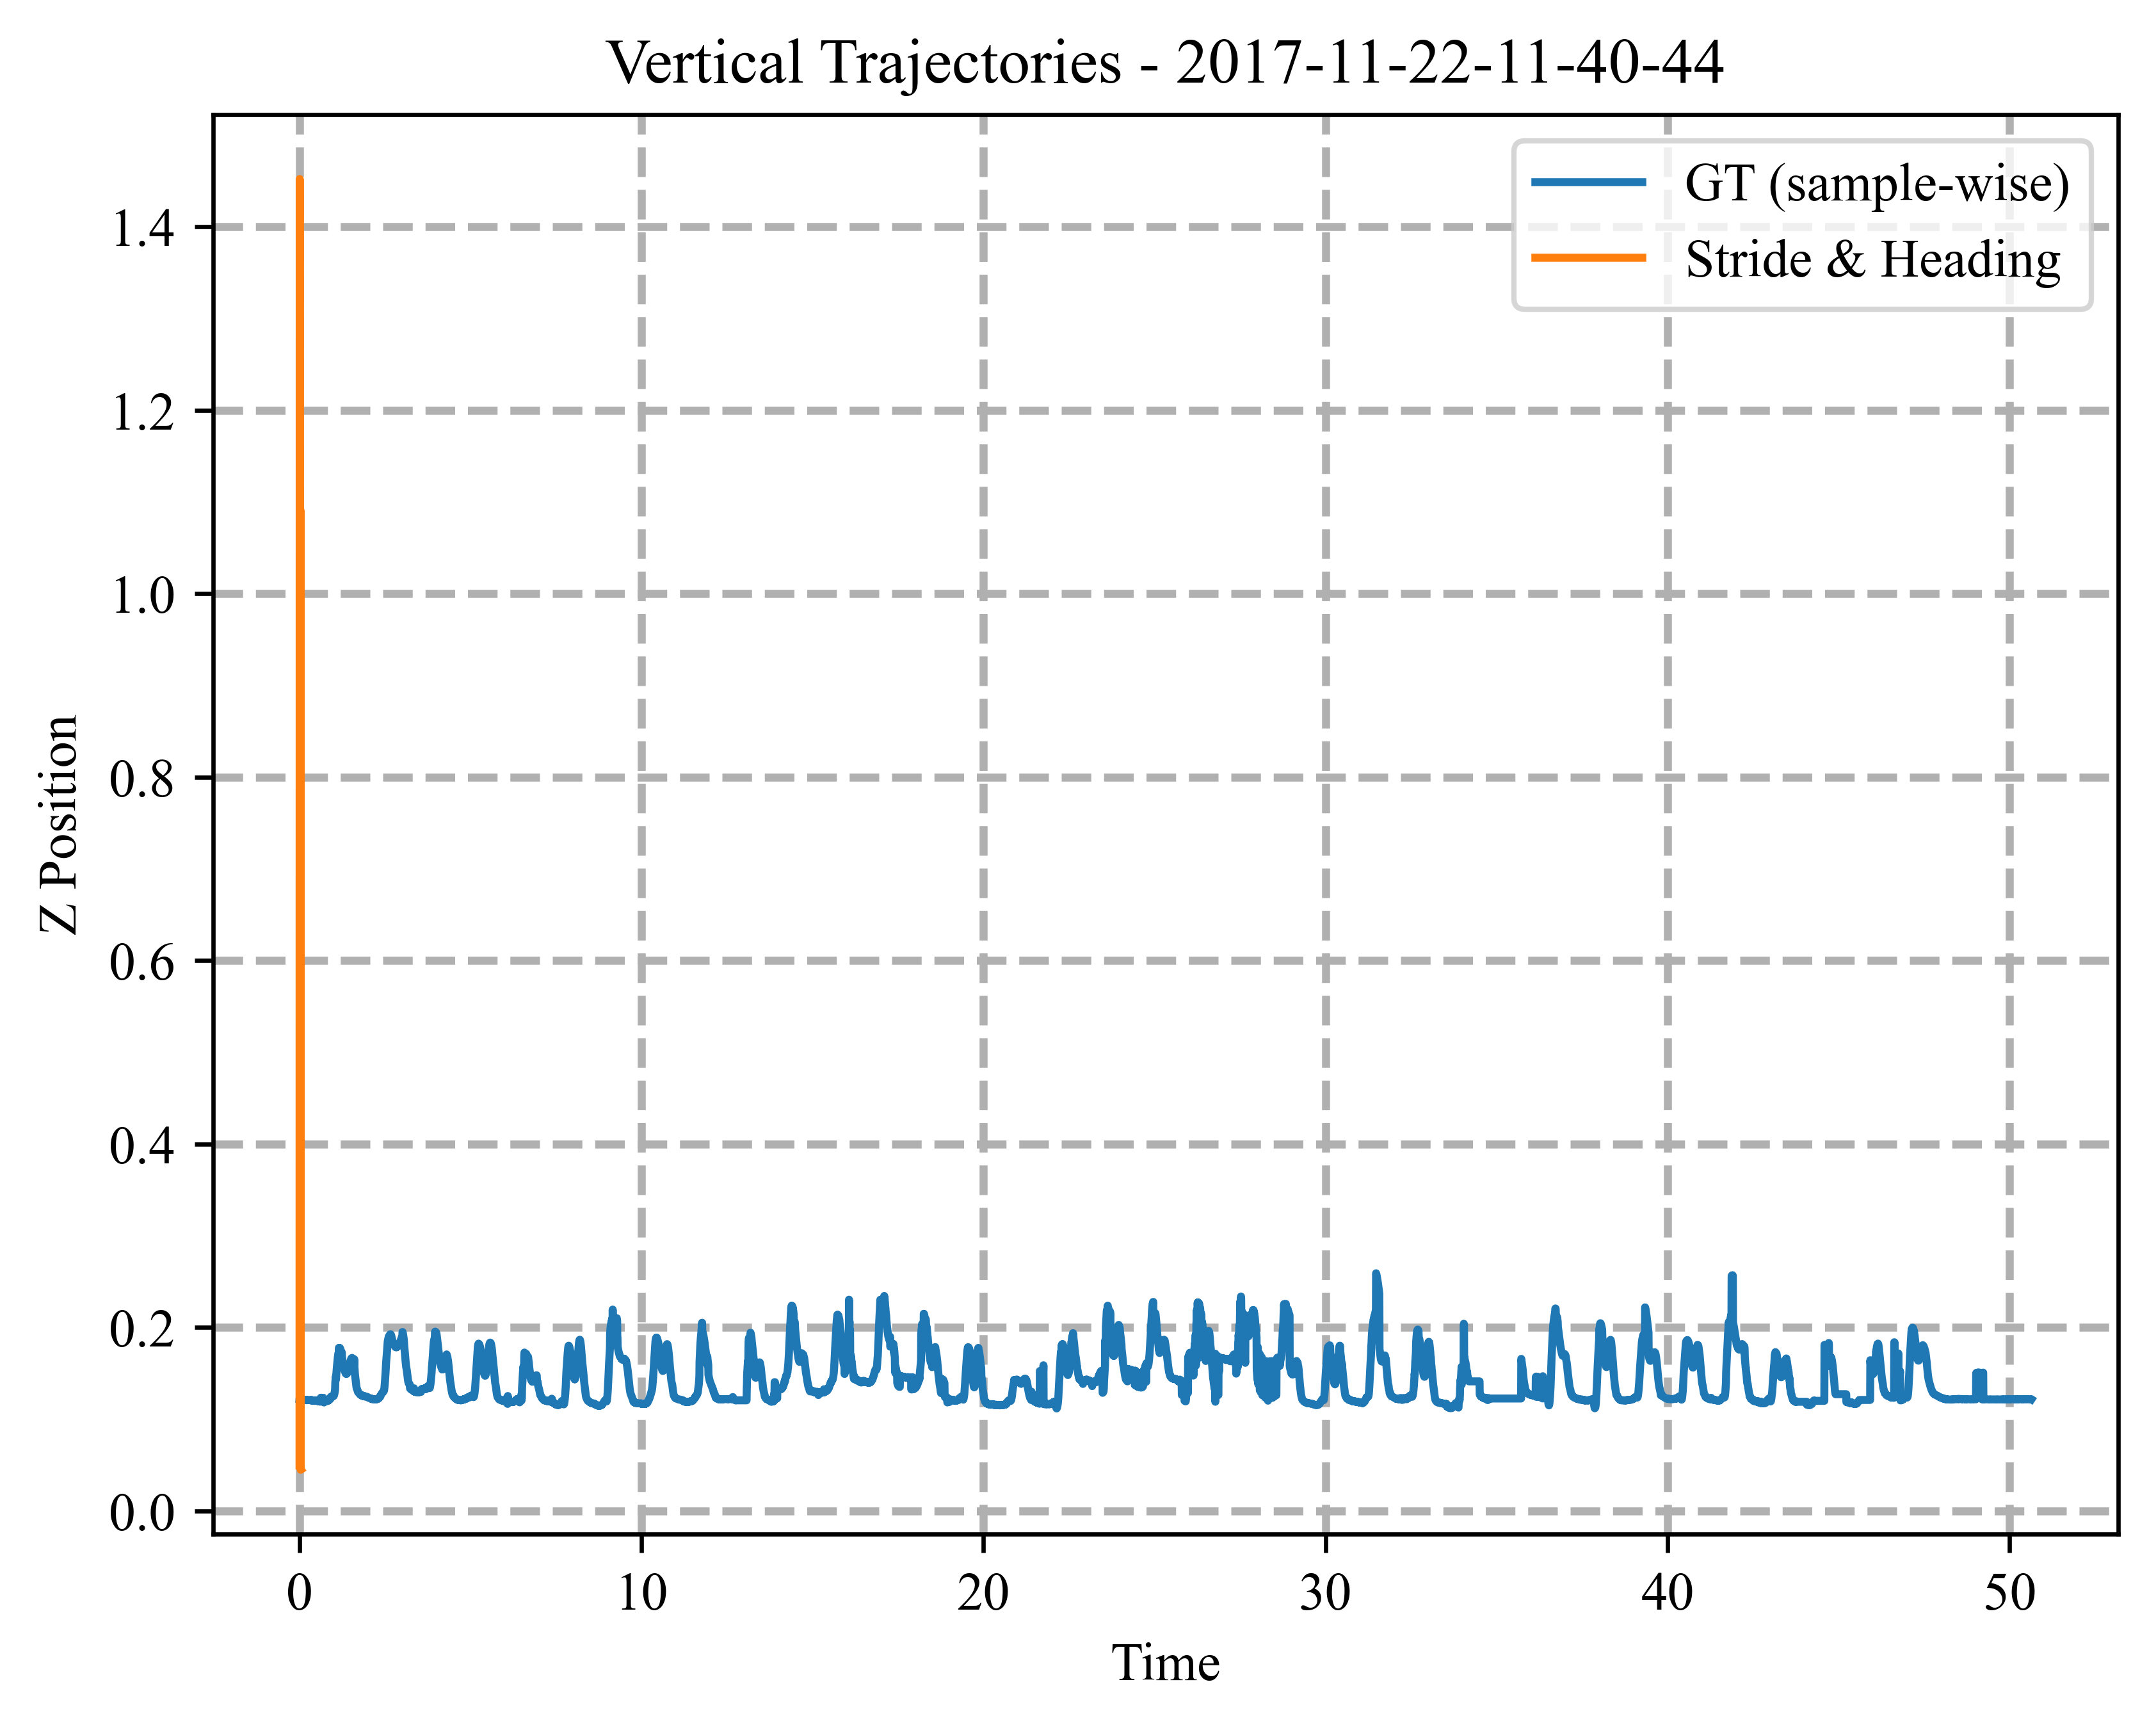 Vertical Trajectories - 2017-11-22-11-40-44
GT (sample-wise)
Stride & Heading
1.4
1.2
1.0
0.8
0.6
0.4
0.2
0.0
Z Position
0 10 20 30 40 50
Time